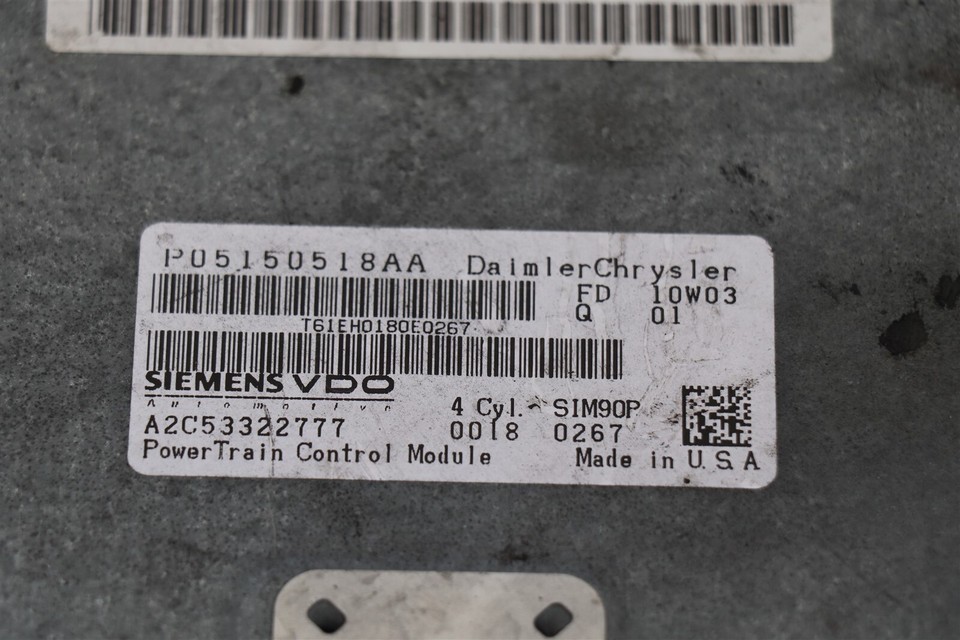 P05150518AA DaimlerChrysler
FD 10W03
Q 01
T61EH0180E0267
SIEMENS VDO
Automotive
4 Cyl.- SIM90P
A2C53322777 0018 0267
PowerTrain Control Module Made in U.S.A